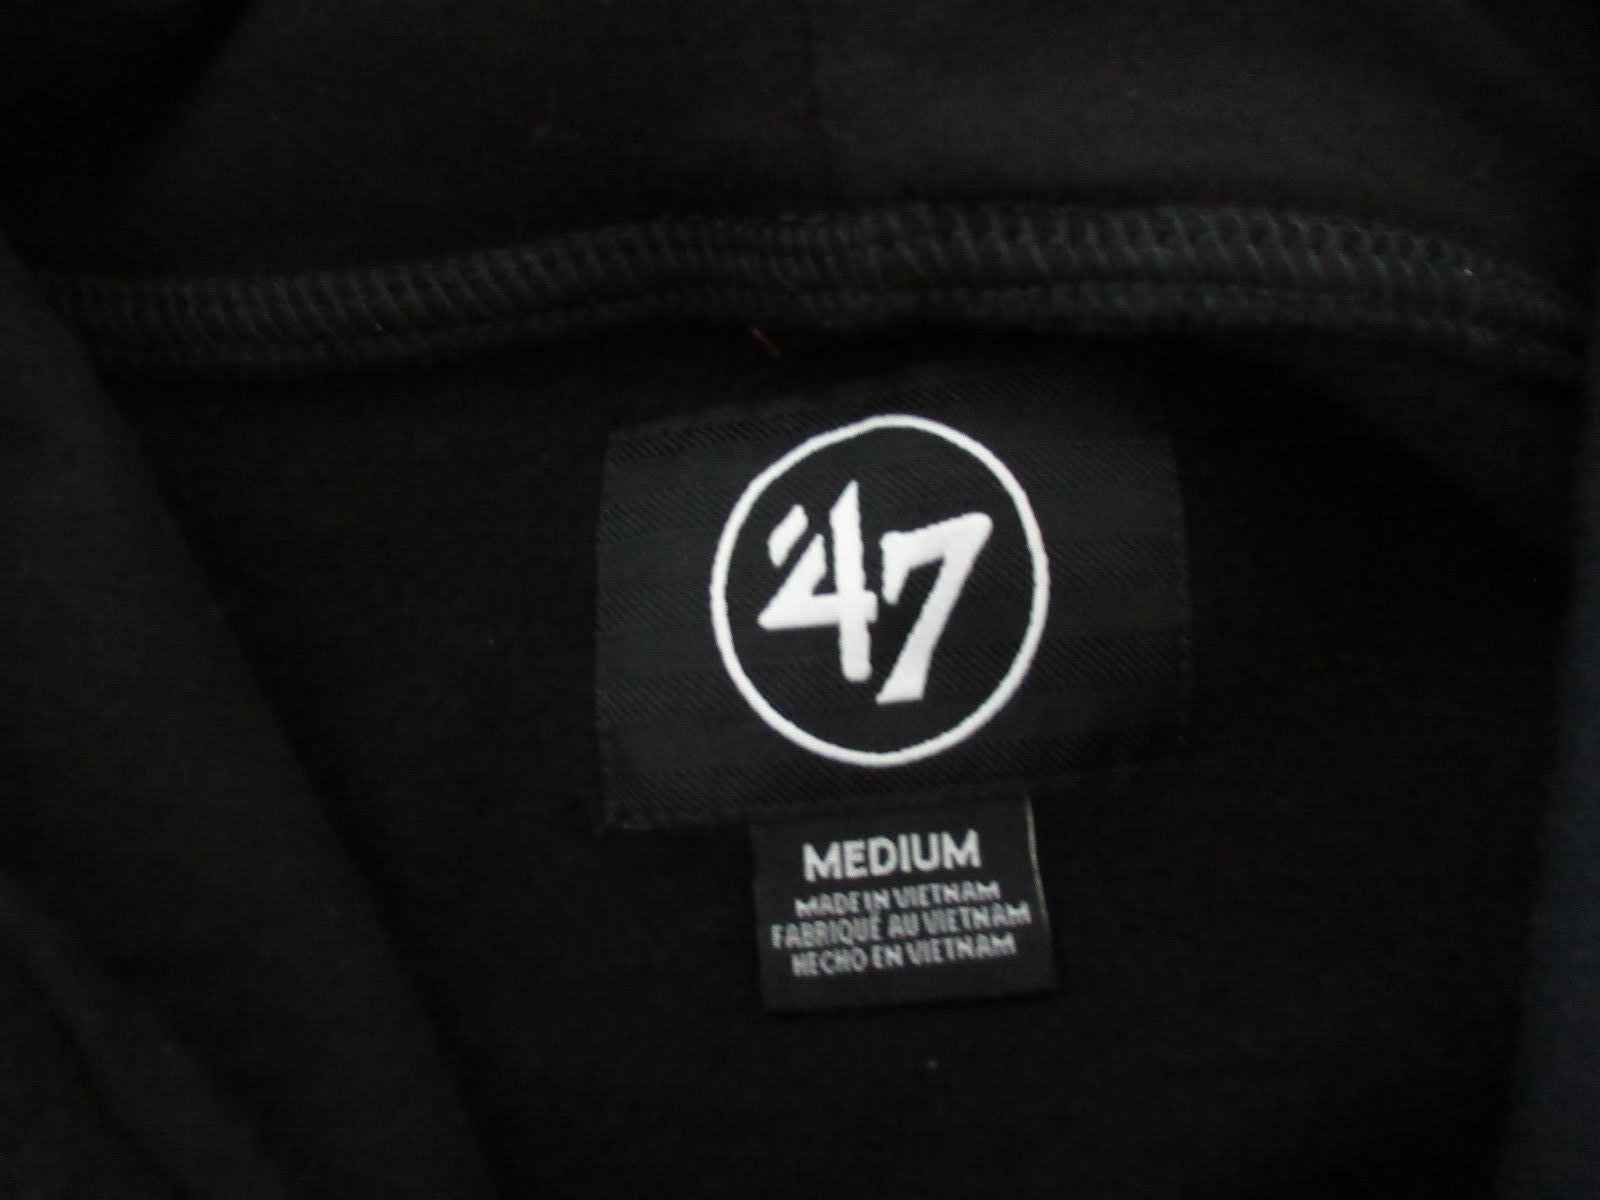 '47
MEDIUM
MADE IN VIETNAM
FABRIQUÉ AU VIETNAM
HECHO EN VIETNAM